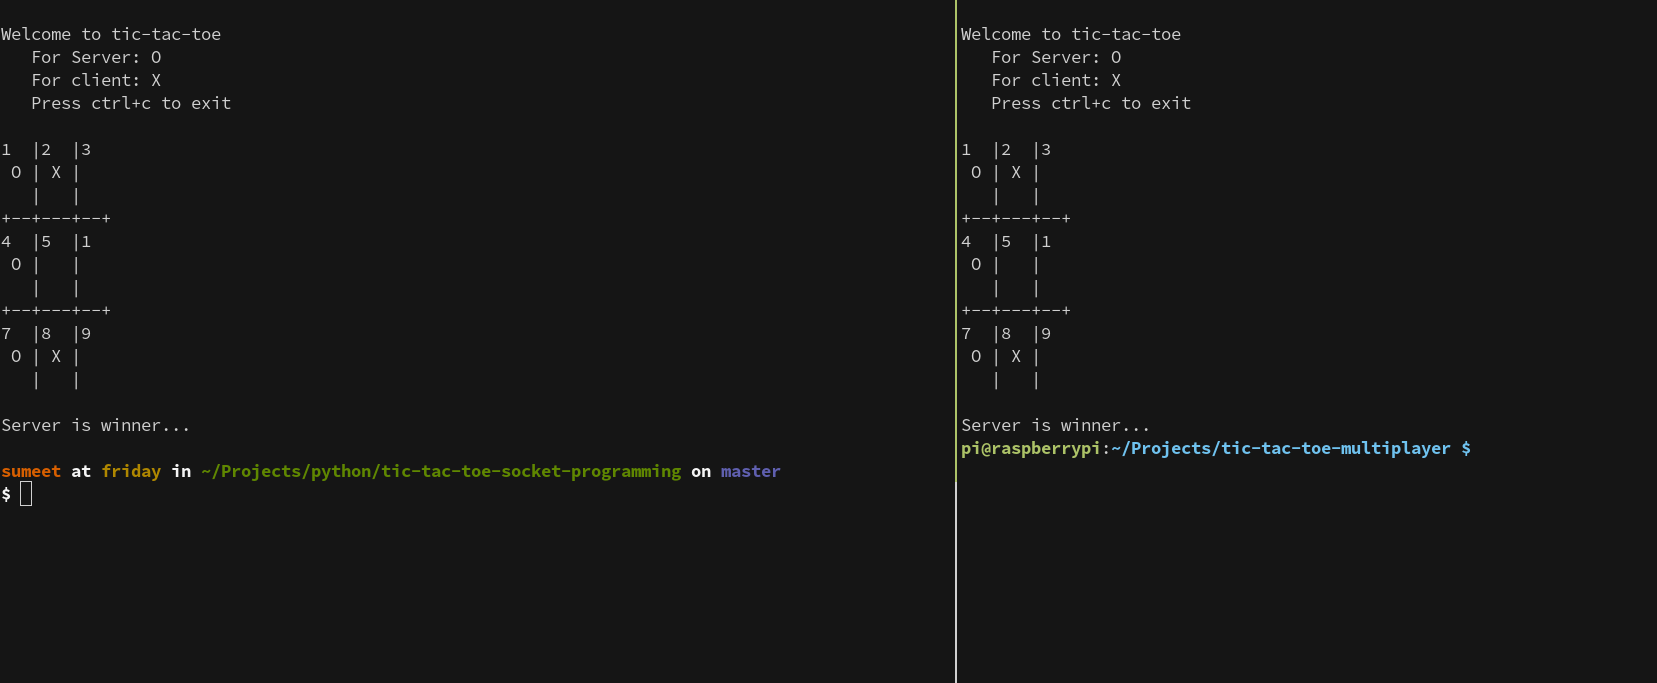 Welcome to tic-tac-toe
   For Server: O
   For client: X
   Press ctrl+c to exit

1  |2  |3
 O | X |
   |   |
+--+---+--+
4  |5  |1
 O |   |
   |   |
+--+---+--+
7  |8  |9
 O | X |
   |   |

Server is winner...

sumeet at friday in ~/Projects/python/tic-tac-toe-socket-programming on master
$

Welcome to tic-tac-toe
   For Server: O
   For client: X
   Press ctrl+c to exit

1  |2  |3
 O | X |
   |   |
+--+---+--+
4  |5  |1
 O |   |
   |   |
+--+---+--+
7  |8  |9
 O | X |
   |   |

Server is winner...
pi@raspberrypi:~/Projects/tic-tac-toe-multiplayer $